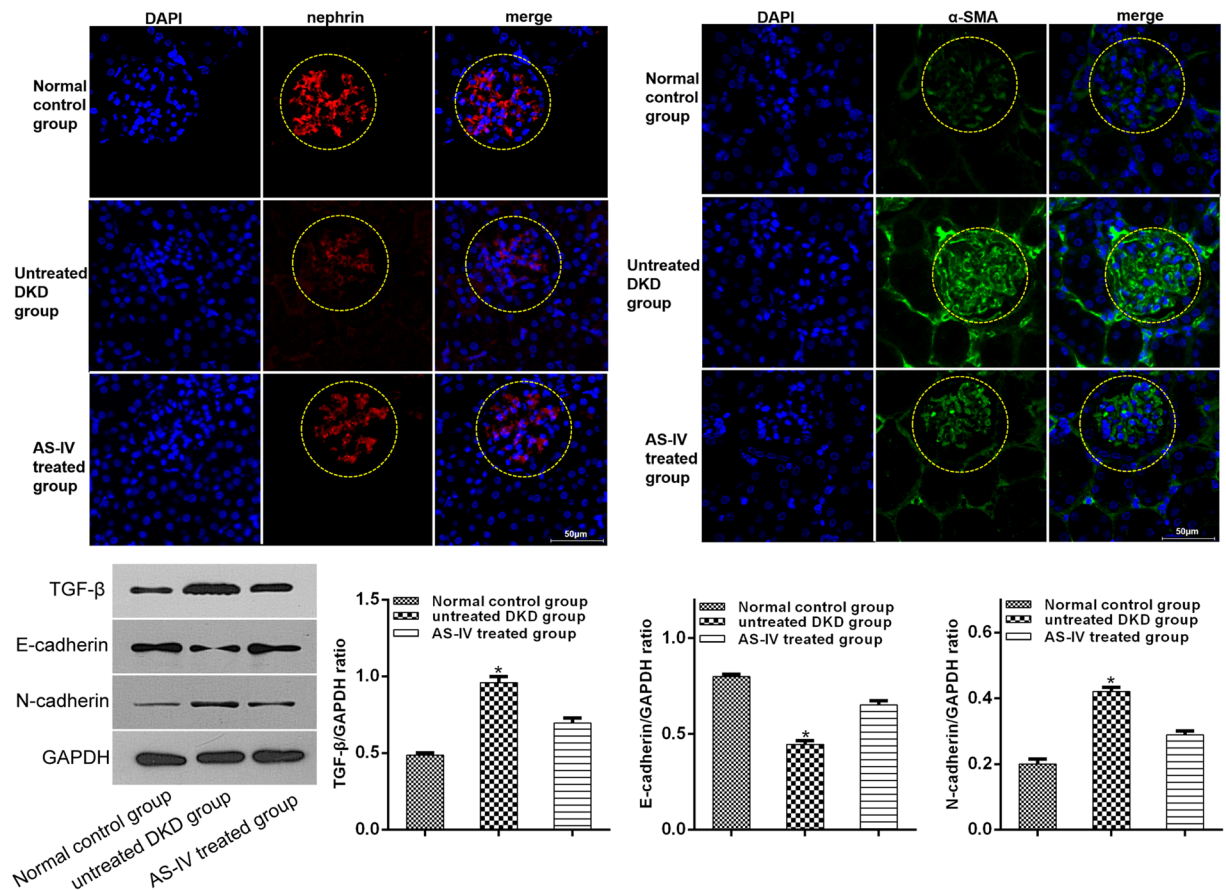 DAPI nephrin merge
Normal
control
group
Untreated
DKD
group
AS-IV
treated
group
50μm
DAPI α-SMA merge
Normal
control
group
Untreated
DKD
group
AS-IV
treated
group
50μm
TGF-β
E-cadherin
N-cadherin
GAPDH
Normal control group
untreated DKD group
AS-IV treated group
TGF-β/GAPDH ratio
1.5
1.0
0.5
0.0
Normal control group
untreated DKD group
AS-IV treated group
*
E-cadherin/GAPDH ratio
1.0
0.5
0.0
Normal control group
untreated DKD group
AS-IV treated group
*
N-cadherin/GAPDH ratio
0.6
0.4
0.2
0.0
Normal control group
untreated DKD group
AS-IV treated group
*